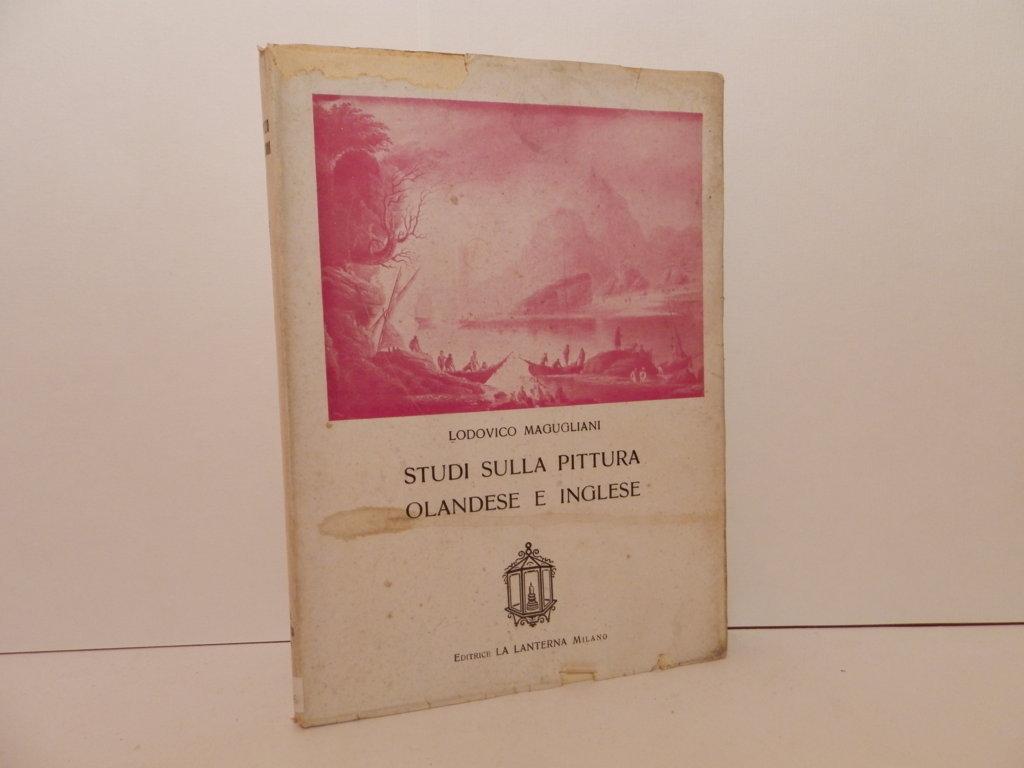 LODOVICO MAGUGLIANI
STUDI SULLA PITTURA
OLANDESE E INGLESE
EDITRICE LA LANTERNA MILANO